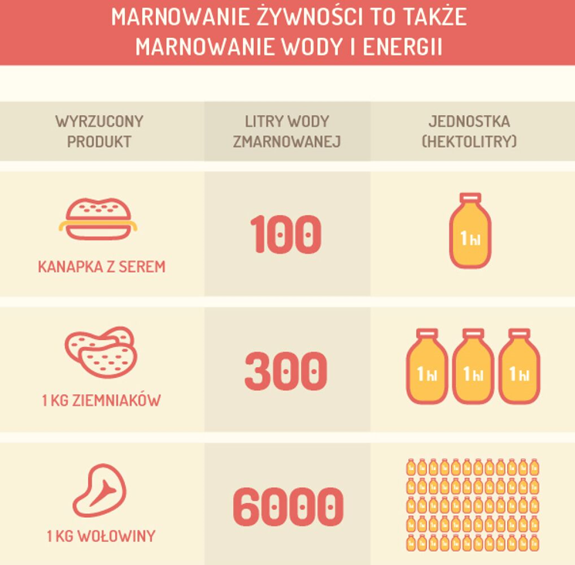 MARNOWANIE ŻYWNOŚCI TO TAKŻE
MARNOWANIE WODY I ENERGII
WYRZUCONY
PRODUKT
LITRY WODY
ZMARNOWANEJ
JEDNOSTKA
(HEKTOLITRY)
KANAPKA Z SEREM
100
1 hl
1 KG ZIEMNIAKÓW
300
1 hl 1 hl 1 hl
1 KG WOŁOWINY
6000